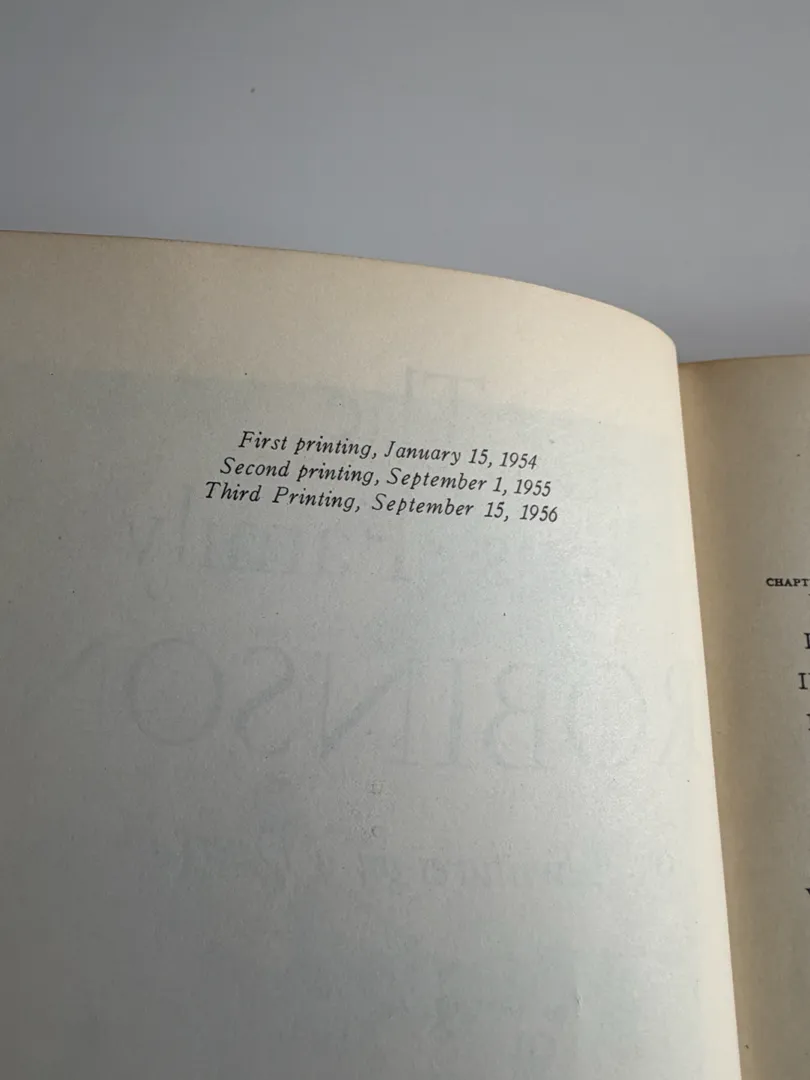 First printing, January 15, 1954
Second printing, September 1, 1955
Third Printing, September 15, 1956
CHAPT